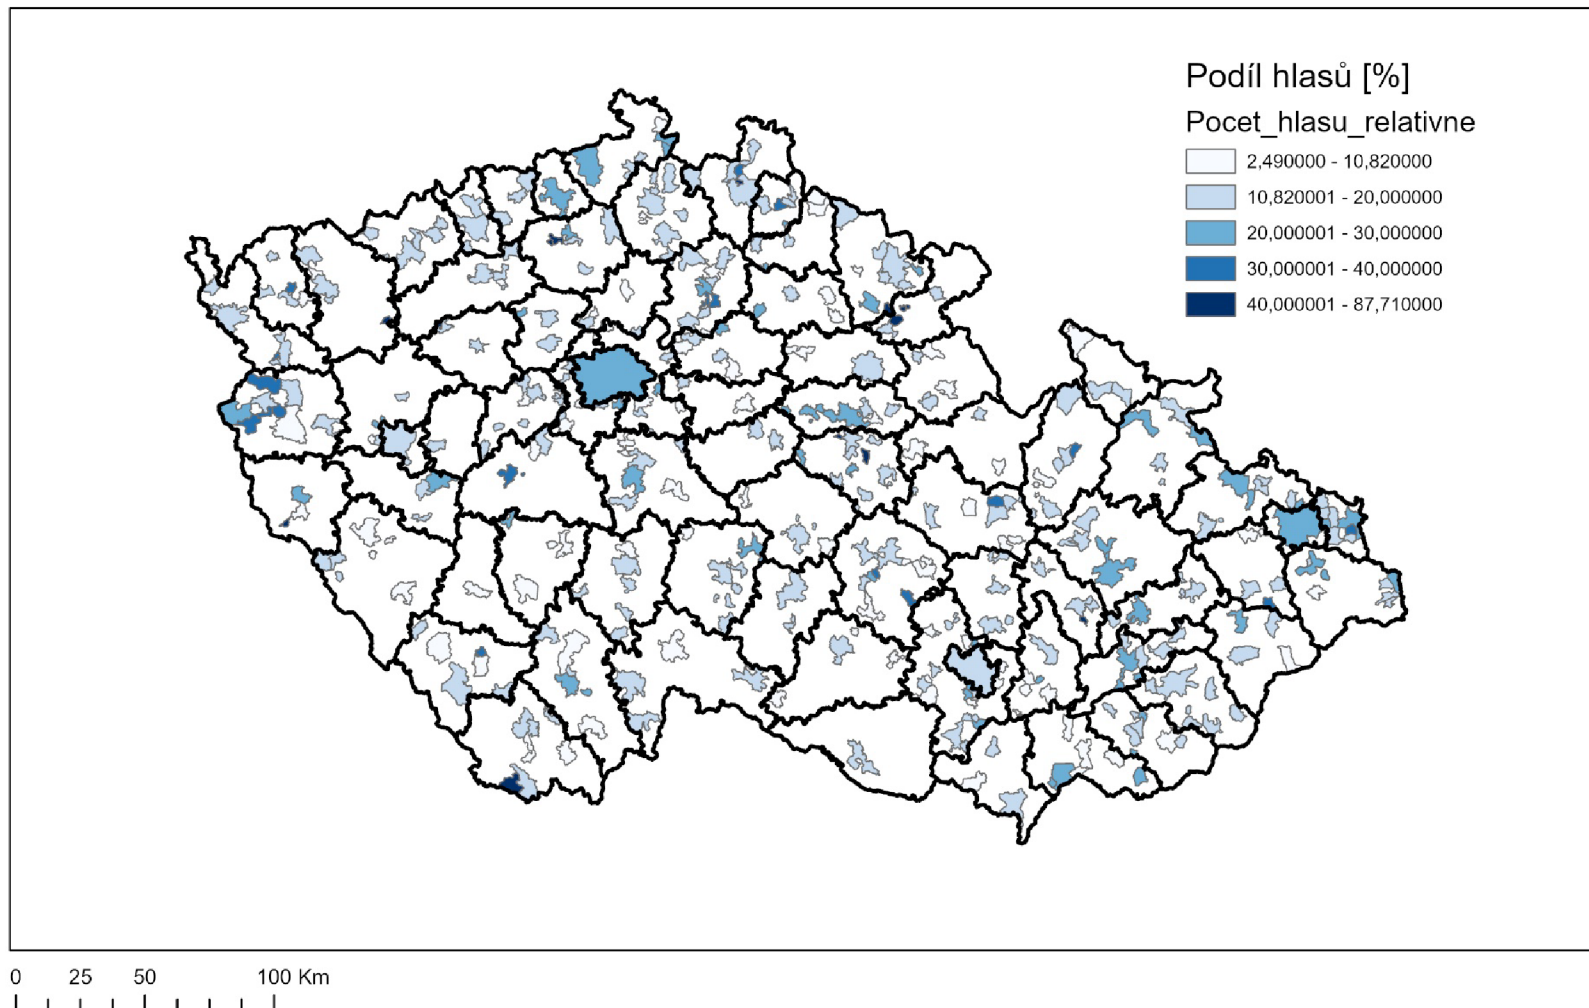 Podíl hlasů [%]
Pocet_hlasu_relativne
2,490000 - 10,820000
10,820001 - 20,000000
20,000001 - 30,000000
30,000001 - 40,000000
40,000001 - 87,710000
0 25 50 100 Km